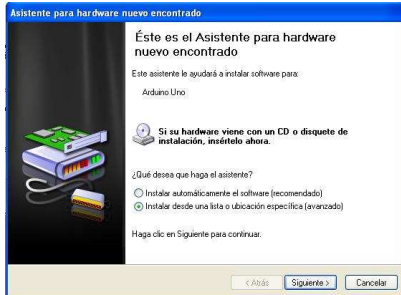 Asistente para hardware nuevo encontrado
Éste es el Asistente para hardware
nuevo encontrado
Este asistente le ayudará a instalar software para:
Arduino Uno
Si su hardware viene con un CD o disquete de
instalación, insértelo ahora.
¿Qué desea que haga el asistente?
Instalar automáticamente el software (recomendado)
Instalar desde una lista o ubicación específica (avanzado)
Haga clic en Siguiente para continuar.
< Atrás Siguiente > Cancelar